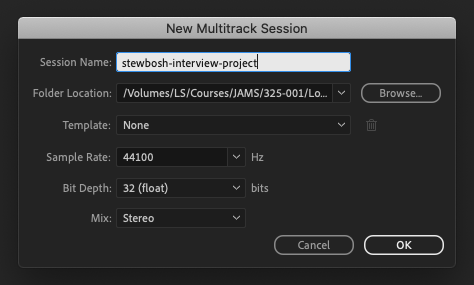 New Multitrack Session
Session Name: stewbosh-interview-project
Folder Location: /Volumes/LS/Courses/JAMS/325-001/Lo... Browse...
Template: None
Sample Rate: 44100 Hz
Bit Depth: 32 (float) bits
Mix: Stereo
Cancel OK